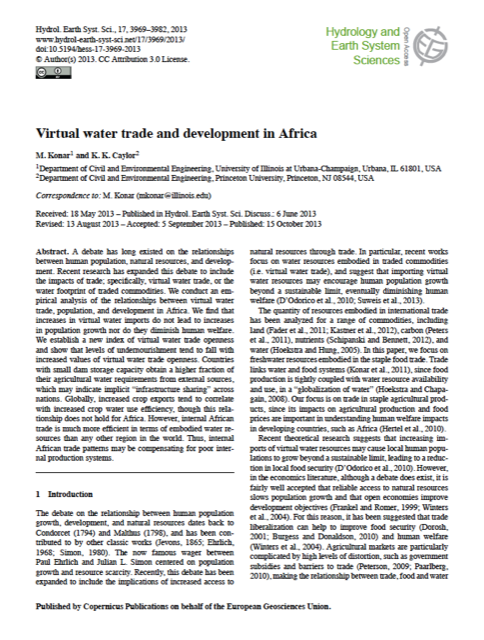 Hydrol. Earth Syst. Sci., 17, 3969–3982, 2013
www.hydrol-earth-syst-sci.net/17/3969/2013/
doi:10.5194/hess-17-3969-2013
© Author(s) 2013. CC Attribution 3.0 License.
Hydrology and
Earth System
Sciences
Open Access
Virtual water trade and development in Africa
M. Konar1 and K. K. Caylor2
1Department of Civil and Environmental Engineering, University of Illinois at Urbana-Champaign, Urbana, IL 61801, USA
2Department of Civil and Environmental Engineering, Princeton University, Princeton, NJ 08544, USA
Correspondence to: M. Konar (mkonar@illinois.edu)
Received: 18 May 2013 – Published in Hydrol. Earth Syst. Sci. Discuss.: 6 June 2013
Revised: 13 August 2013 – Accepted: 5 September 2013 – Published: 15 October 2013
Abstract. A debate has long existed on the relationships
between human population, natural resources, and develop-
ment. Recent research has expanded this debate to include
the impacts of trade; specifically, virtual water trade, or the
water footprint of traded commodities. We conduct an em-
pirical analysis of the relationships between virtual water
trade, population, and development in Africa. We find that
increases in virtual water imports do not lead to increases
in population growth nor do they diminish human welfare.
We establish a new index of virtual water trade openness
and show that levels of undernourishment tend to fall with
increased values of virtual water trade openness. Countries
with small dam storage capacity obtain a higher fraction of
their agricultural water requirements from external sources,
which may indicate implicit "infrastructure sharing" across
nations. Globally, increased crop exports tend to correlate
with increased crop water use efficiency, though this rela-
tionship does not hold for Africa. However, internal African
trade is much more efficient in terms of embodied water re-
sources than any other region in the world. Thus, internal
African trade patterns may be compensating for poor inter-
nal production systems.
1 Introduction
The debate on the relationship between human population
growth, development, and natural resources dates back to
Condorcet (1794) and Malthus (1798), and has been con-
tributed to by other classic works (Jevons, 1865; Ehrlich,
1968; Simon, 1980). The now famous wager between
Paul Ehrlich and Julian L. Simon centered on population
growth and resource scarcity. Recently, this debate has been
expanded to include the implications of increased access to
natural resources through trade. In particular, recent works
focus on water resources embodied in traded commodities
(i.e. virtual water trade), and suggest that importing virtual
water resources may encourage human population growth
beyond a sustainable limit, eventually diminishing human
welfare (D'Odorico et al., 2010; Suweis et al., 2013).
The quantity of resources embodied in international trade
has been analyzed for a range of commodities, including
land (Fader et al., 2011; Kastner et al., 2012), carbon (Peters
et al., 2011), nutrients (Schipanski and Bennett, 2012), and
water (Hoekstra and Hung, 2005). In this paper, we focus on
freshwater resources embodied in the staple food trade. Trade
links water and food systems (Konar et al., 2011), since food
production is tightly coupled with water resource availability
and use, in a "globalization of water" (Hoekstra and Chapa-
gain, 2008). Our focus is on trade in staple agricultural prod-
ucts, since its impacts on agricultural production and food
prices are important in understanding human welfare impacts
in developing countries, such as Africa (Hertel et al., 2010).
Recent theoretical research suggests that increasing im-
ports of virtual water resources may cause local human popu-
lations to grow beyond a sustainable limit, leading to a reduc-
tion in local food security (D'Odorico et al., 2010). However,
in the economics literature, although a debate does exist, it is
fairly well accepted that reliable access to natural resources
slows population growth and that open economies improve
development objectives (Frankel and Romer, 1999; Winters
et al., 2004). For this reason, it has been suggested that trade
liberalization can help to improve food security (Dorosh,
2001; Burgess and Donaldson, 2010) and human welfare
(Winters et al., 2004). Agricultural markets are particularly
complicated by high levels of distortion, such as government
subsidies and barriers to trade (Peterson, 2009; Paarlberg,
2010), making the relationship between trade, food and water
Published by Copernicus Publications on behalf of the European Geosciences Union.